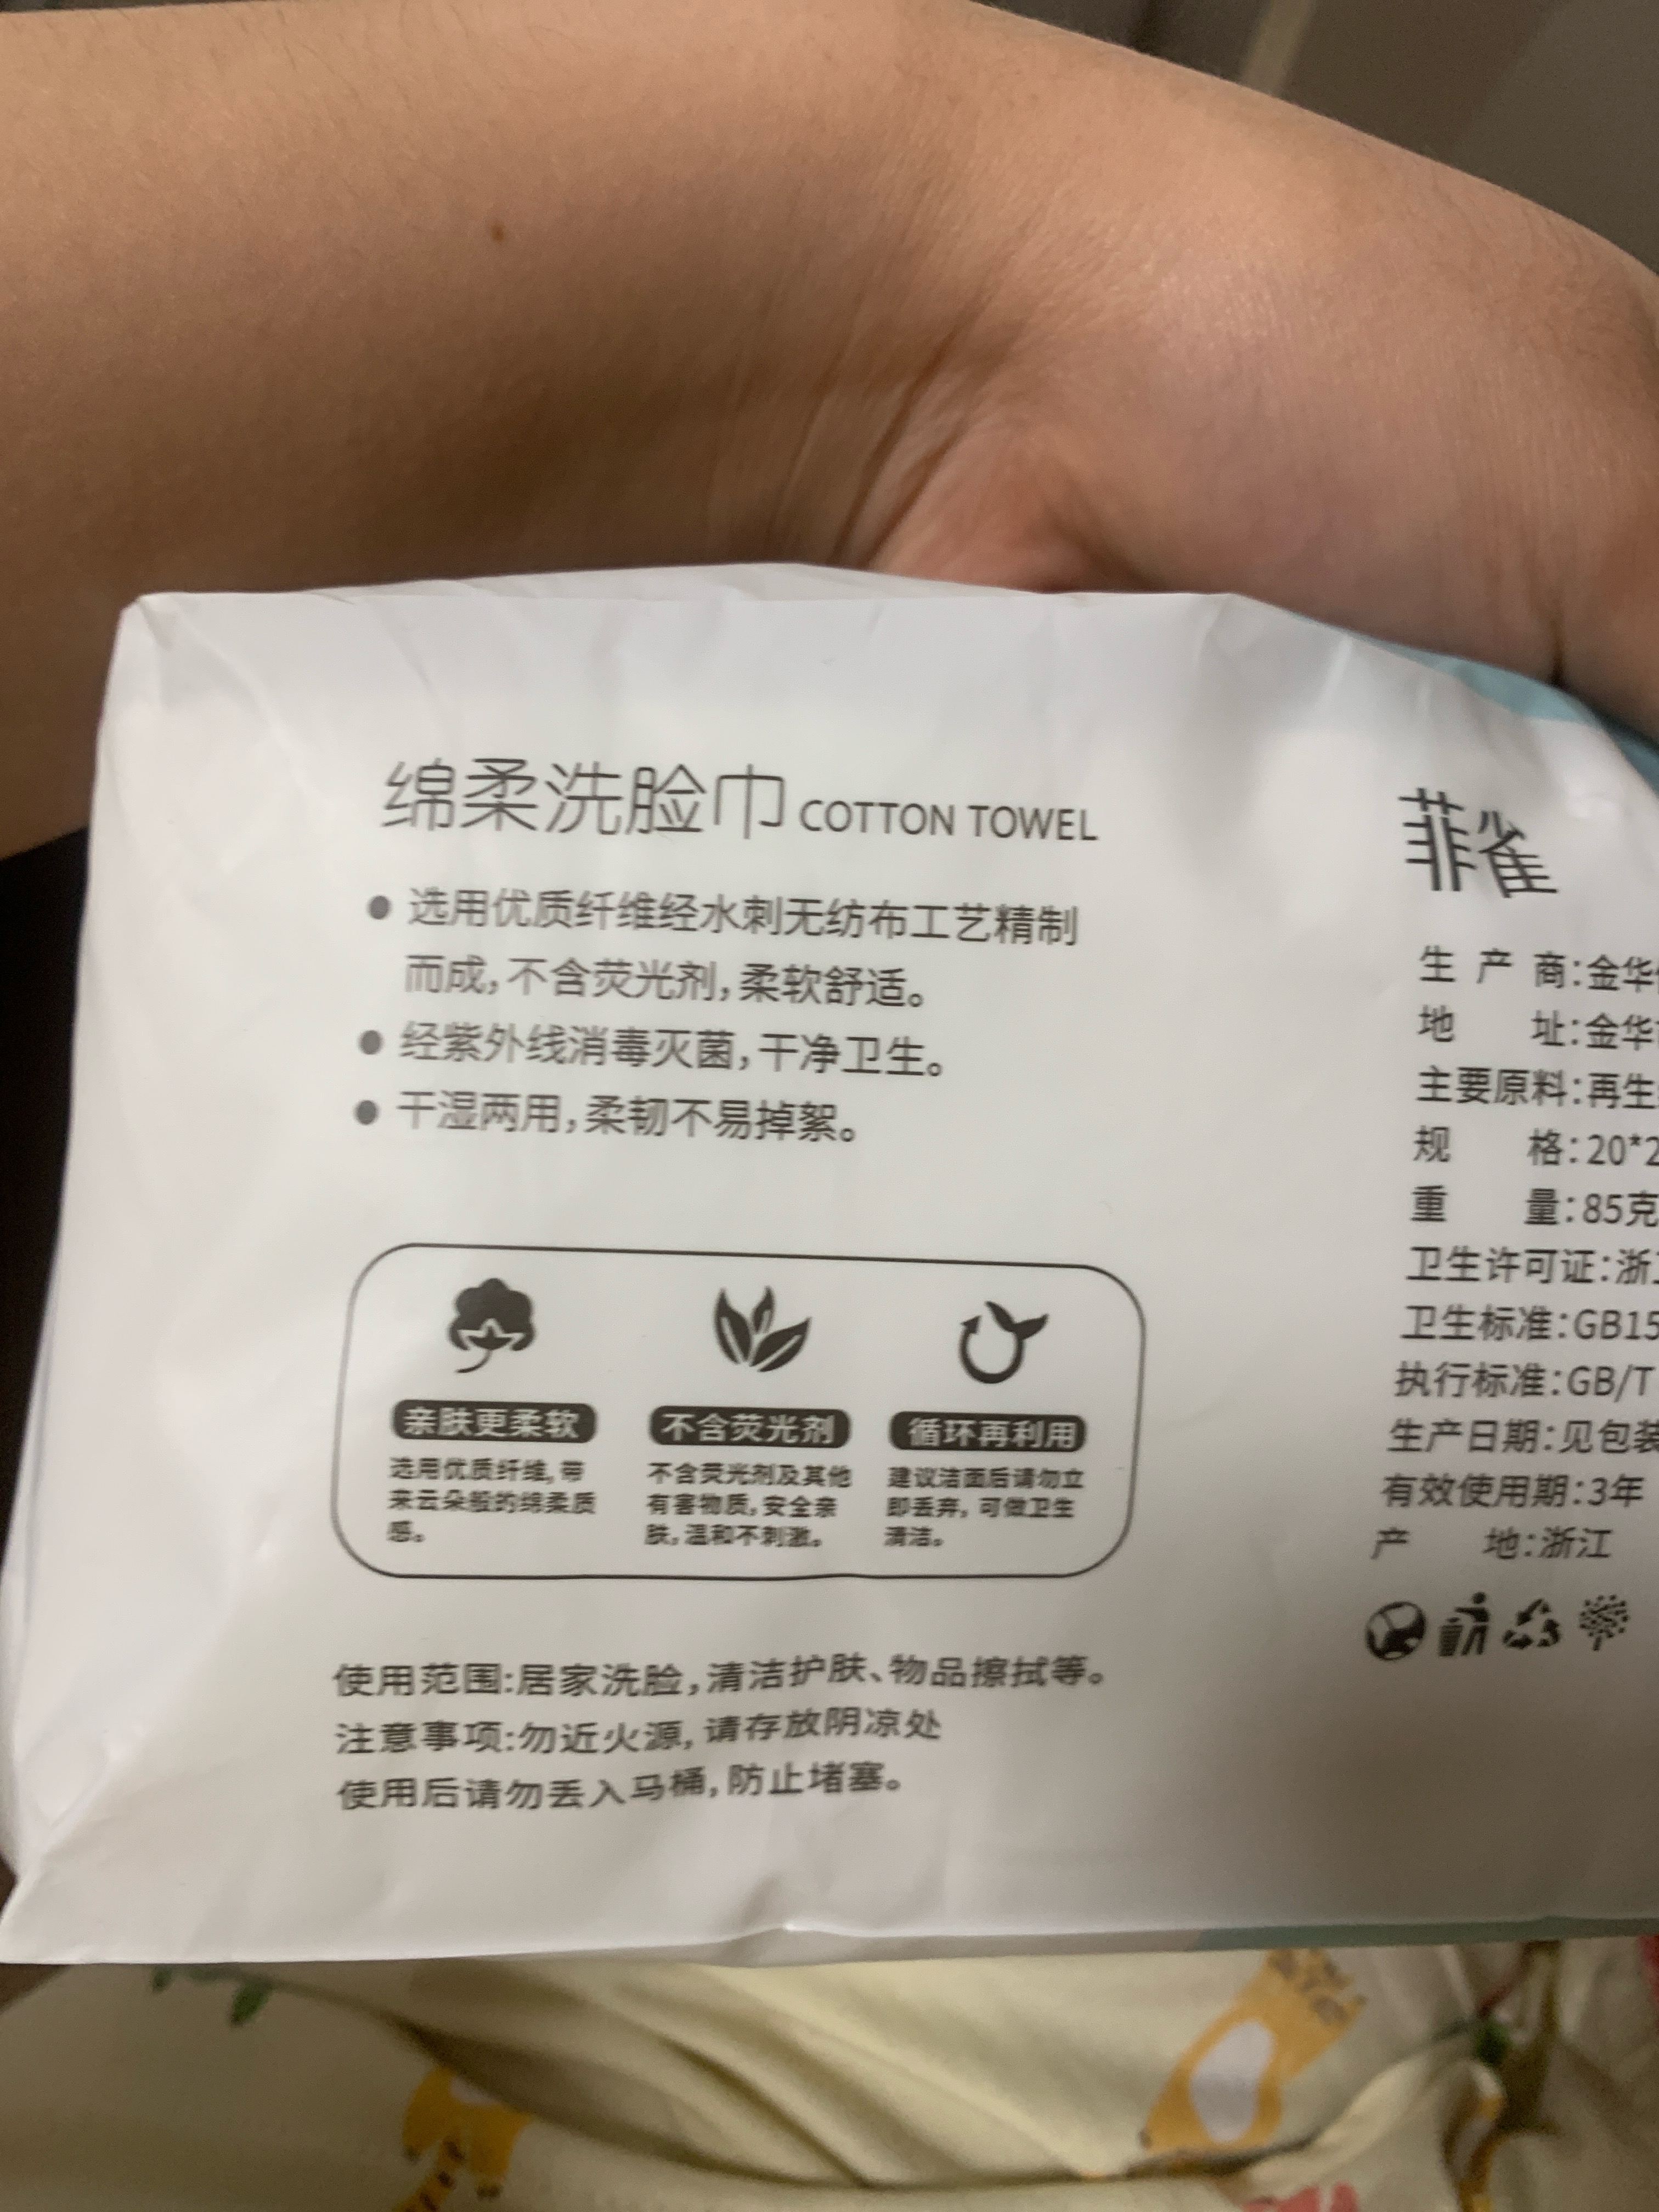 绵柔洗脸巾 COTTON TOWEL
● 选用优质纤维经水刺无纺布工艺精制
而成,不含荧光剂,柔软舒适。
● 经紫外线消毒灭菌,干净卫生。
● 干湿两用,柔韧不易掉絮。
亲肤更柔软
选用优质纤维,带
来云朵般的绵柔质
感。
不含荧光剂
不含荧光剂及其他
有害物质,安全亲
肤,温和不刺激。
循环再利用
建议洁面后请勿立
即丢弃,可做卫生
清洁。
使用范围:居家洗脸,清洁护肤、物品擦拭等。
注意事项:勿近火源,请存放阴凉处
使用后请勿丢入马桶,防止堵塞。
菲雀
生产商:金华
地址:金华
主要原料:再生
规格:20*2
重量:85克
卫生许可证:浙
卫生标准:GB15
执行标准:GB/T
生产日期:见包装
有效使用期:3年
产地:浙江